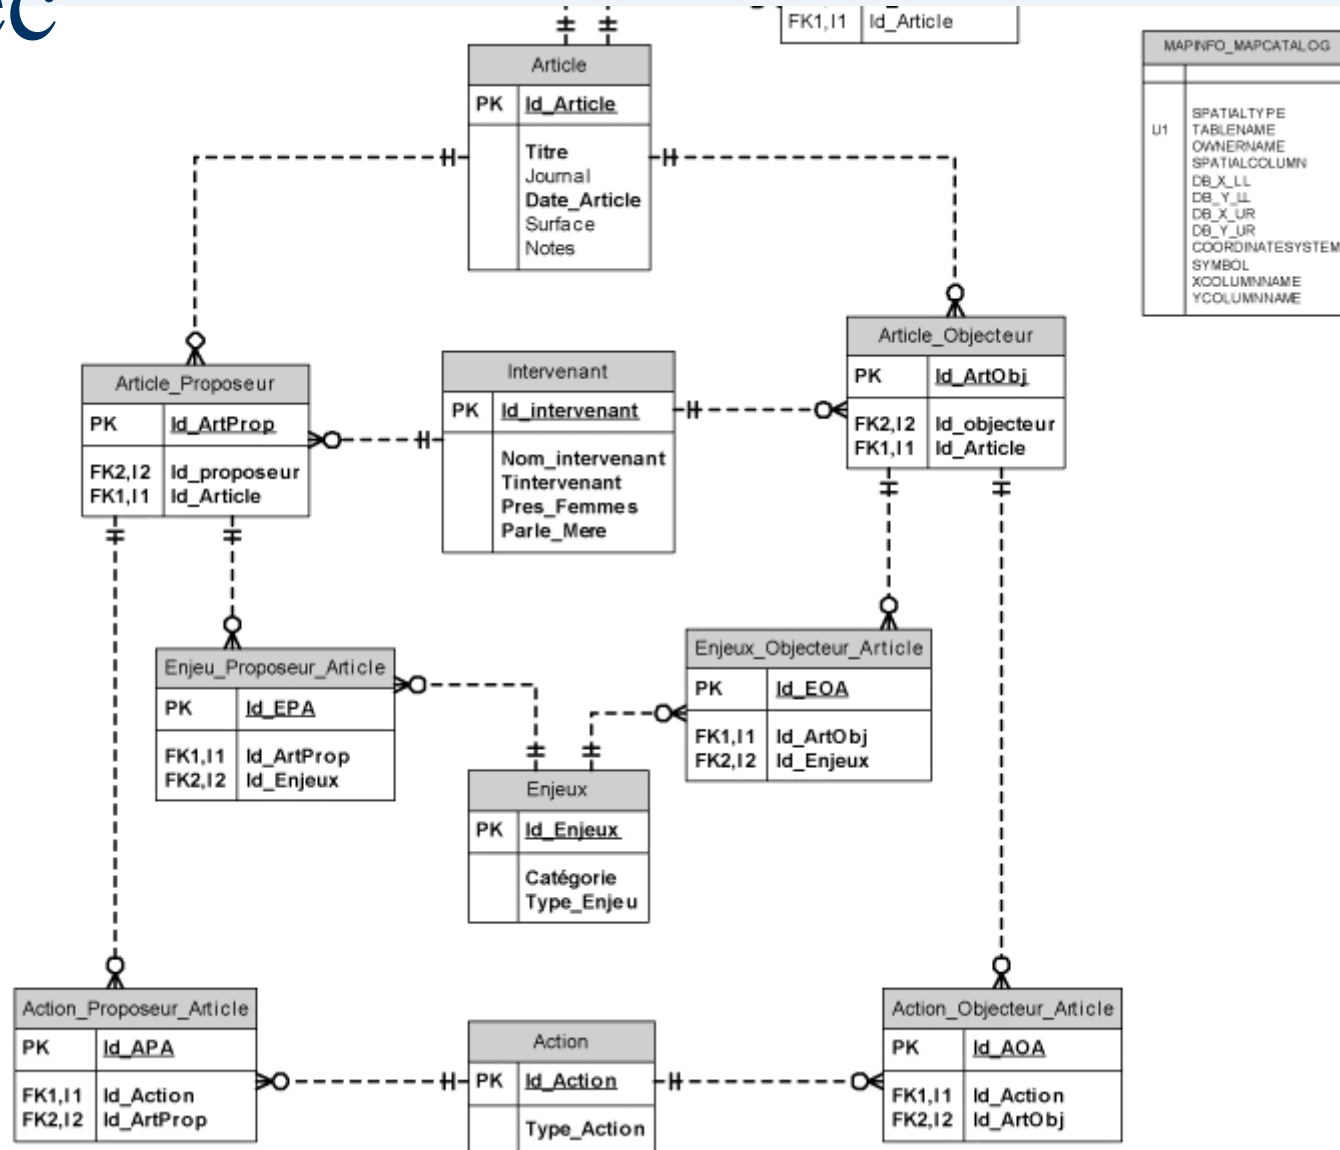 ec
FK1,I1 Id_Article
MAPINFO_MAPCATALOG
SPATIALTYPE
U1 TABLENAME
OWNERNAME
SPATIALCOLUMN
DB_X_LL
DB_Y_LL
DB_X_UR
DB_Y_UR
COORDINATESYSTEM
SYMBOL
XCOLUMNNAME
YCOLUMNNAME
Article
PK Id_Article
Titre
Journal
Date_Article
Surface
Notes
Article_Proposeur
PK Id_ArtProp
FK2,I2 Id_proposeur
FK1,I1 Id_Article
Intervenant
PK Id_intervenant
Nom_intervenant
Tintervenant
Pres_Femmes
Parle_Mere
Article_Objecteur
PK Id_ArtObj
FK2,I2 Id_objecteur
FK1,I1 Id_Article
Enjeu_Proposeur_Article
PK Id_EPA
FK1,I1 Id_ArtProp
FK2,I2 Id_Enjeux
Enjeux_Objecteur_Article
PK Id_EOA
FK1,I1 Id_ArtObj
FK2,I2 Id_Enjeux
Enjeux
PK Id_Enjeux
Catégorie
Type_Enjeu
Action_Proposeur_Article
PK Id_APA
FK1,I1 Id_Action
FK2,I2 Id_ArtProp
Action
PK Id_Action
Type_Action
Action_Objecteur_Article
PK Id_AOA
FK1,I1 Id_Action
FK2,I2 Id_ArtObj